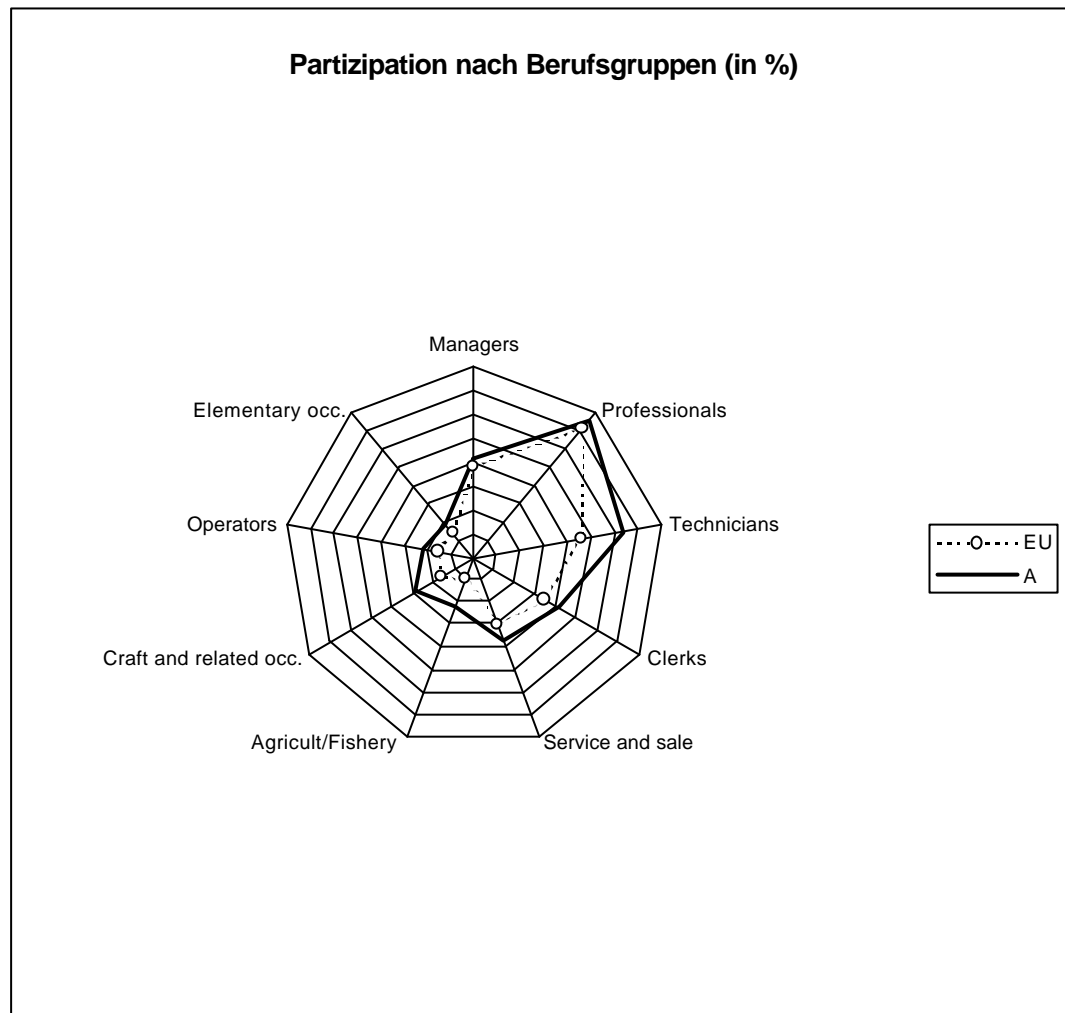 Partizipation nach Berufsgruppen (in %)
Managers
Elementary occ.
Professionals
Operators
Technicians
EU
A
Craft and related occ.
Clerks
Agricult/Fishery
Service and sale